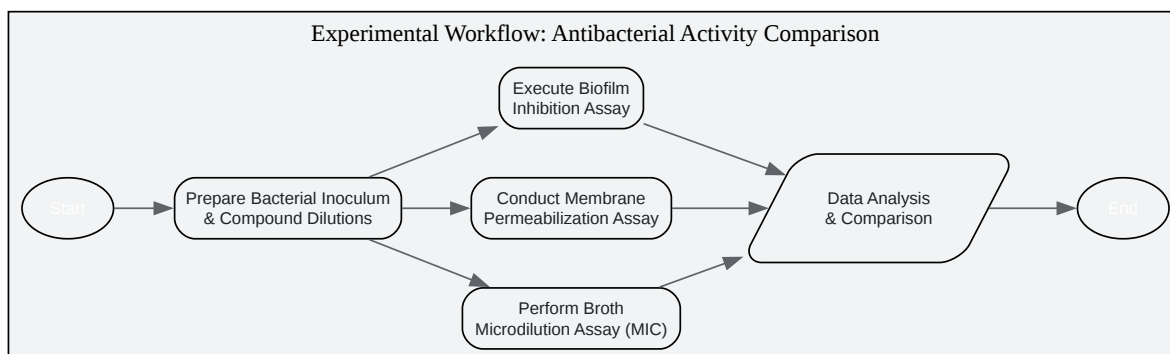 Experimental Workflow: Antibacterial Activity Comparison
Start
Prepare Bacterial Inoculum
& Compound Dilutions
Execute Biofilm
Inhibition Assay
Conduct Membrane
Permeabilization Assay
Perform Broth
Microdilution Assay (MIC)
Data Analysis
& Comparison
End